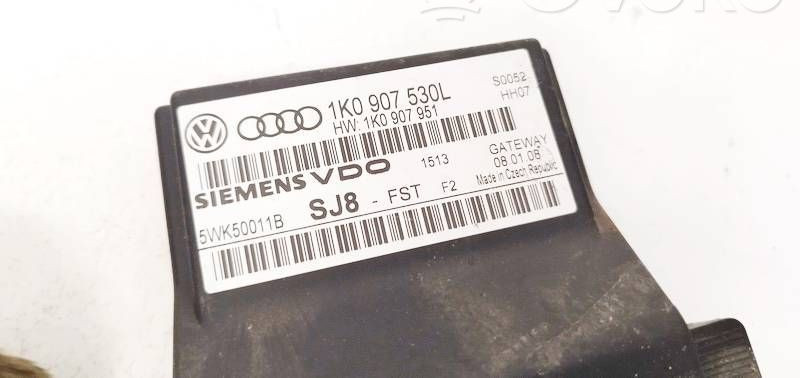 1K0 907 530L
HW: 1K0 907 951
S0052
HH07
SIEMENS VDO
1513
GATEWAY
08.01.08
5WK50011B
SJ8 - FST F2
Made in Czech Republic